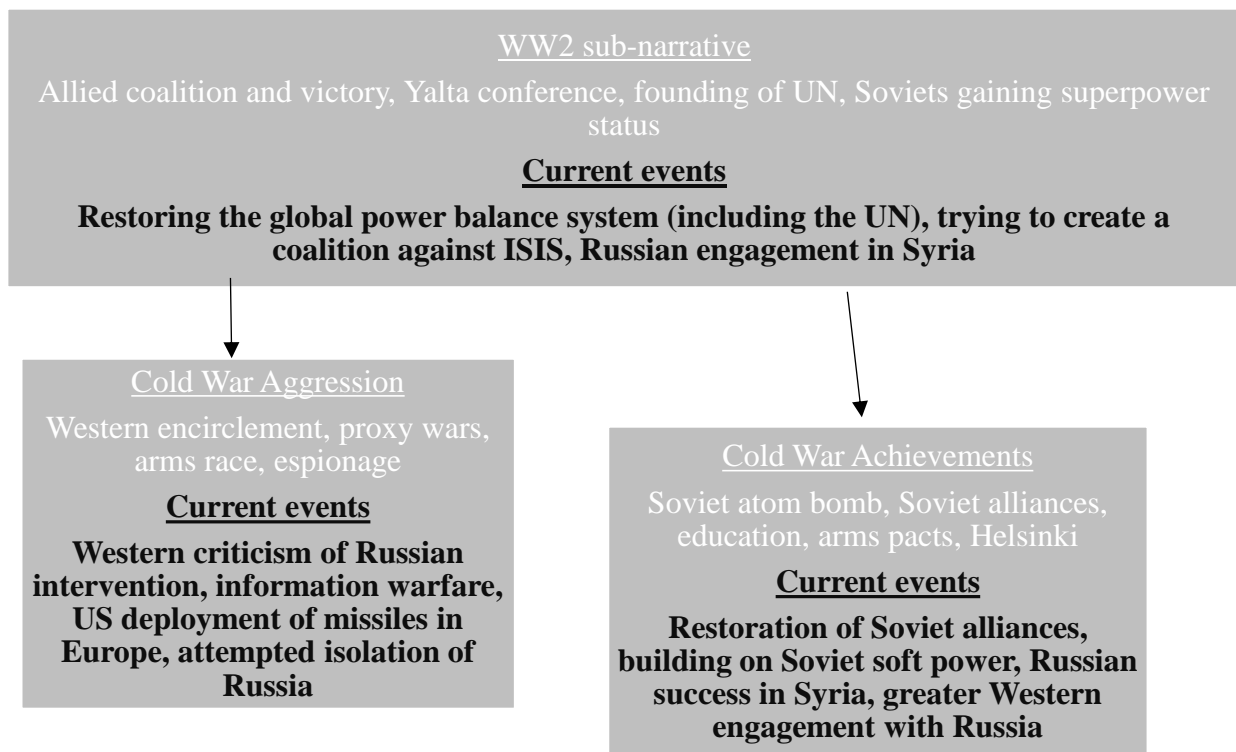 WW2 sub-narrative
Allied coalition and victory, Yalta conference, founding of UN, Soviets gaining superpower
status
Current events
Restoring the global power balance system (including the UN), trying to create a
coalition against ISIS, Russian engagement in Syria
Cold War Aggression
Western encirclement, proxy wars,
arms race, espionage
Current events
Western criticism of Russian
intervention, information warfare,
US deployment of missiles in
Europe, attempted isolation of
Russia
Cold War Achievements
Soviet atom bomb, Soviet alliances,
education, arms pacts, Helsinki
Current events
Restoration of Soviet alliances,
building on Soviet soft power, Russian
success in Syria, greater Western
engagement with Russia